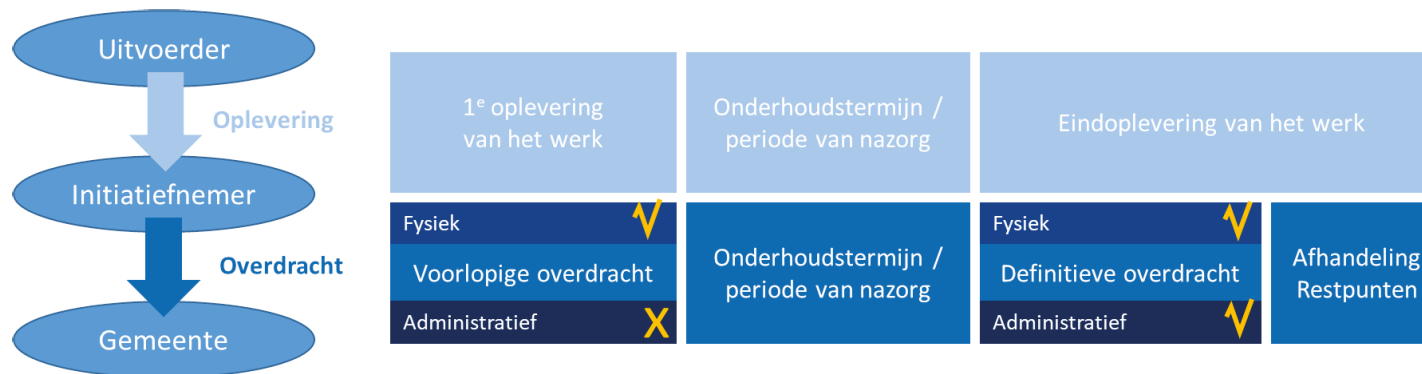 Uitvoerder
Oplevering
Initiatiefnemer
Overdracht
Gemeente
1e oplevering
van het werk
Onderhoudstermijn /
periode van nazorg
Eindoplevering van het werk
Fysiek √
Voorlopige overdracht
Administratief X
Onderhoudstermijn /
periode van nazorg
Fysiek √
Definitieve overdracht
Administratief √
Afhandeling
Restpunten